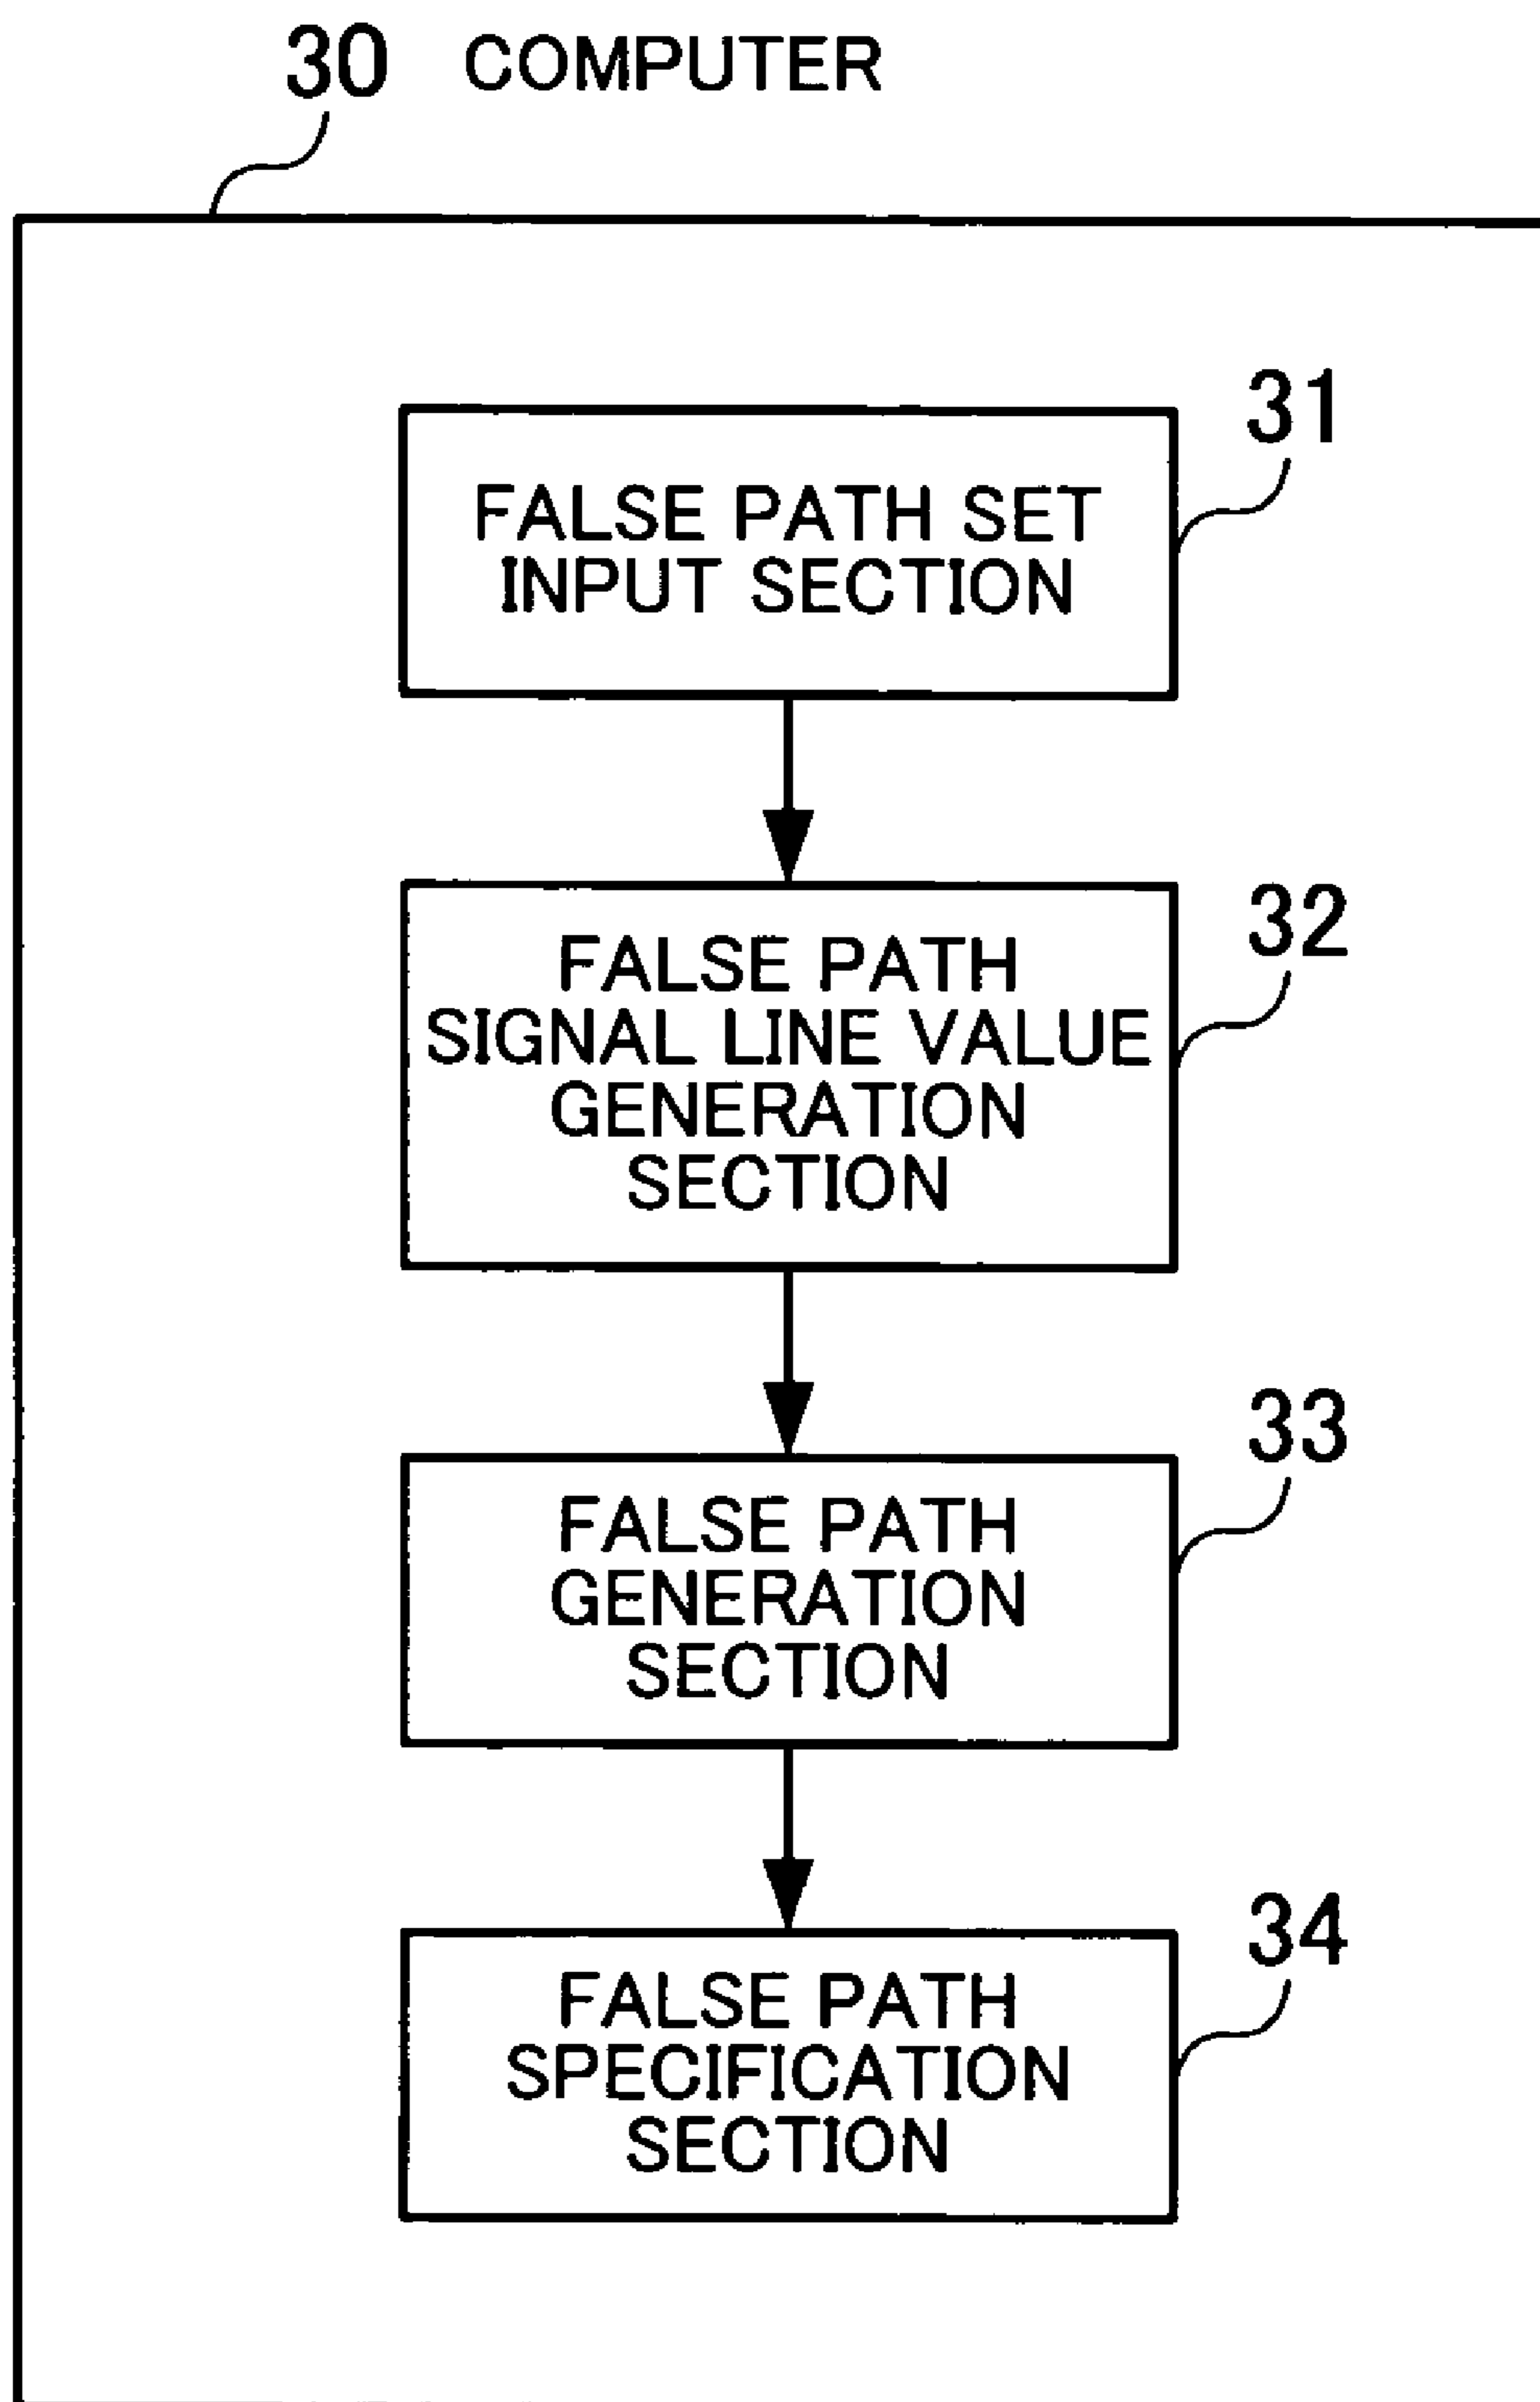 30 COMPUTER
31
FALSE PATH SET
INPUT SECTION
32
FALSE PATH
SIGNAL LINE VALUE
GENERATION
SECTION
33
FALSE PATH
GENERATION
SECTION
34
FALSE PATH
SPECIFICATION
SECTION